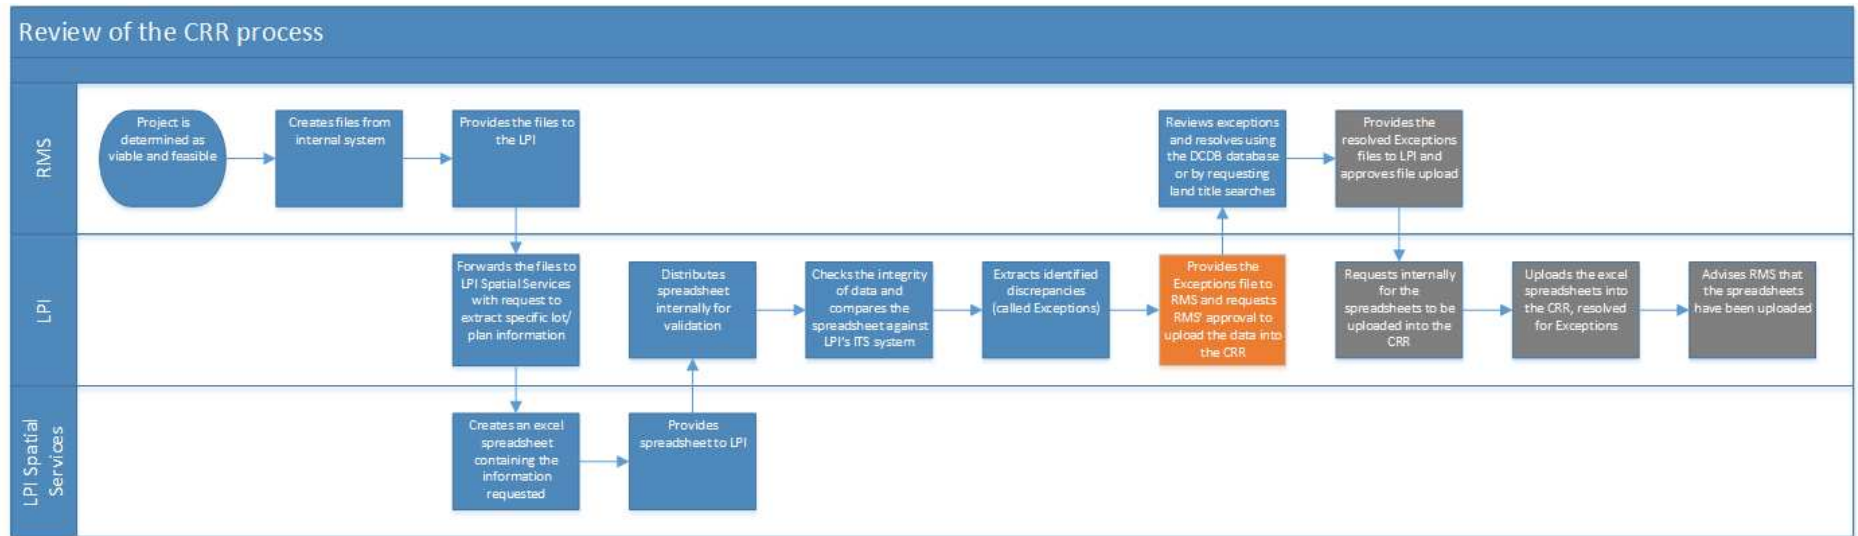 Review of the CRR process
RMS
Project is
determined as
viable and feasible
Creates files from
internal system
Provides the files to
the LPI
Reviews exceptions
and resolves using
the DCDB database
or by requesting
land title searches
Provides the
resolved Exceptions
files to LPI and
approves file upload
LPI
Forwards the files to
LPI Spatial Services
with request to
extract specific lot/
plan information
Distributes
spreadsheet
internally for
validation
Checks the integrity
of data and
compares the
spreadsheet against
LPI's ITS system
Extracts identified
discrepancies
(called Exceptions)
Provides the
Exceptions file to
RMS and requests
RMS' approval to
upload the data into
the CRR
Requests internally
for the
spreadsheets to be
uploaded into the
CRR
Uploads the excel
spreadsheets into
the CRR, resolved
for Exceptions
Advises RMS that
the spreadsheets
have been uploaded
LPI Spatial
Services
Creates an excel
spreadsheet
containing the
information
requested
Provides
spreadsheet to LPI